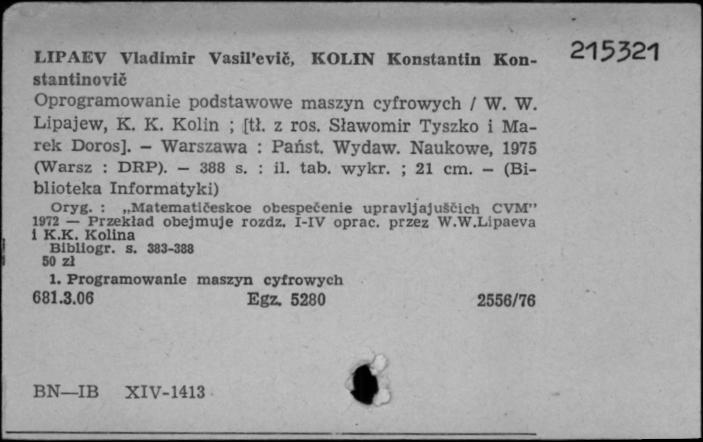 215321
LIPAEV Vladimir Vasil'evič, KOLIN Konstantin Kon-
stantinovič
Oprogramowanie podstawowe maszyn cyfrowych / W. W.
Lipajew, K. K. Kolin ; [tł. z ros. Sławomir Tyszko i Ma-
rek Doros]. — Warszawa : Państ. Wydaw. Naukowe, 1975
(Warsz : DRP). — 388 s. : il. tab. wykr. ; 21 cm. — (Bi-
blioteka Informatyki)
Oryg. : „Matematičeskoe obespečenie upravljajuščich CVM”
1972 — Przekład obejmuje rozdz. I-IV oprac. przez W.W.Lipaeva
i K.K. Kolina
Bibliogr. s. 383-388
50 zł
1. Programowanie maszyn cyfrowych
681.3.06 Egz. 5280 2556/76
BN—IB XIV-1413